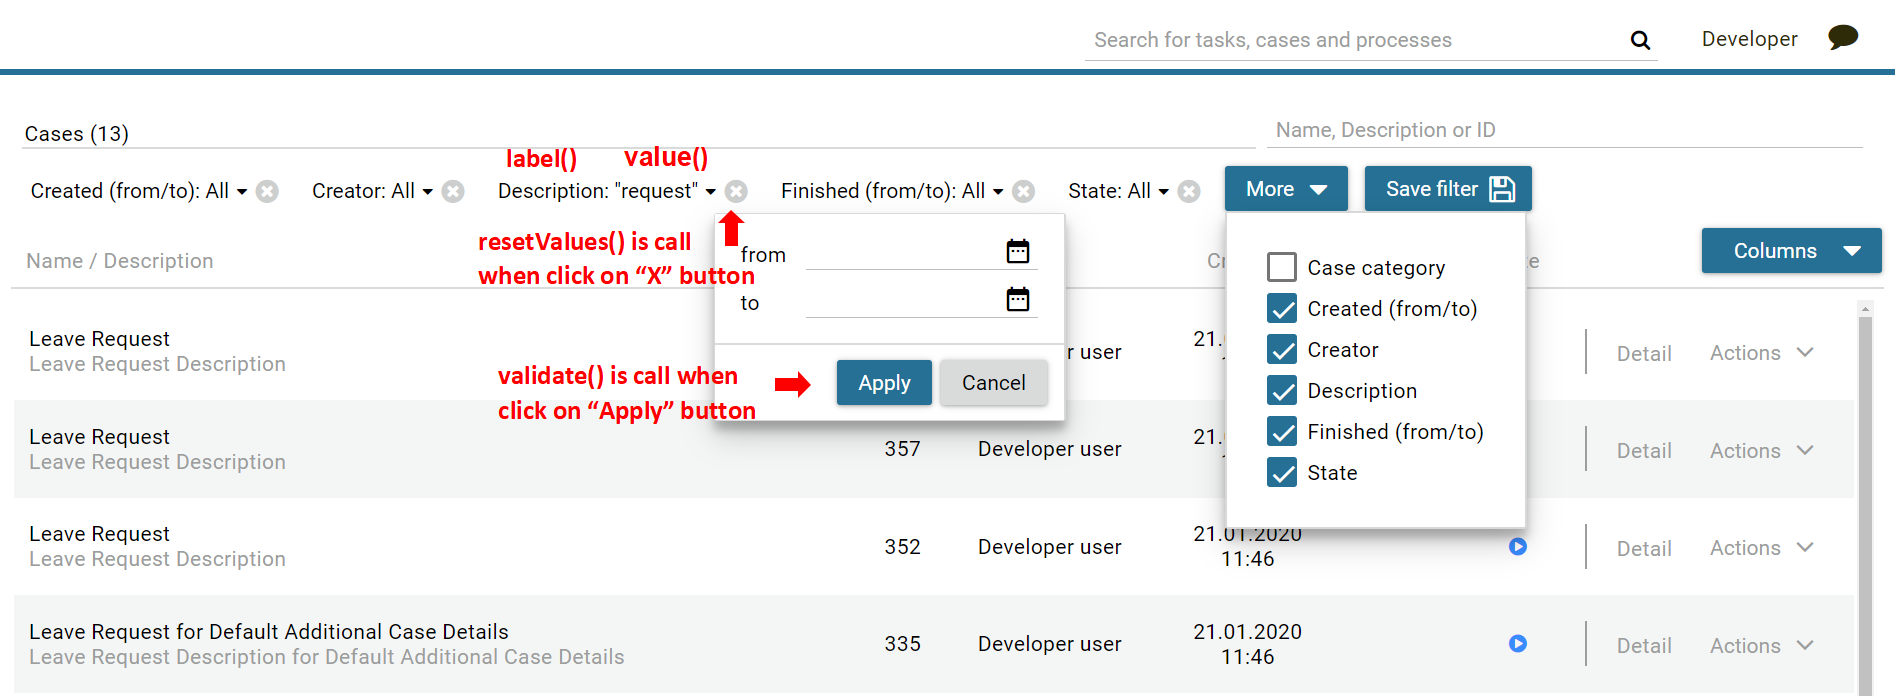 Search for tasks, cases and processes
Developer
Cases (13)
Name, Description or ID
label()
value()
Created (from/to): All
Creator: All
Description: "request"
Finished (from/to): All
State: All
More
Save filter
resetValues() is call
when click on “X” button
Name / Description
from
to
Columns
Case category
Created (from/to)
Creator
Description
Finished (from/to)
State
validate() is call when
click on “Apply” button
Apply
Cancel
Leave Request
Leave Request Description
r user
21.
Detail
Actions
Leave Request
Leave Request Description
357
Developer user
21.
Detail
Actions
Leave Request
Leave Request Description
352
Developer user
21.01.2020
11:46
Detail
Actions
Leave Request for Default Additional Case Details
Leave Request Description for Default Additional Case Details
335
Developer user
21.01.2020
11:46
Detail
Actions